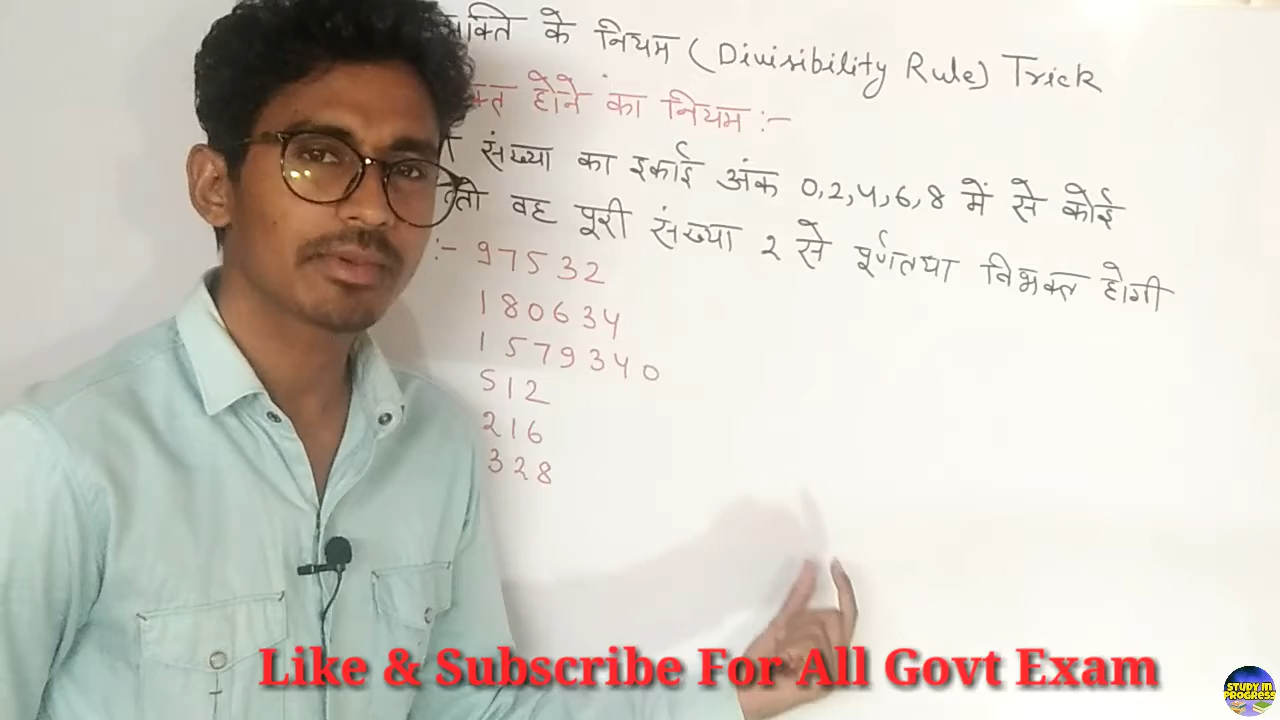 के नियम (Divisibility Rule) Trick
होने का नियम :-
संख्या का इकाई अंक 0,2,4,6,8 में से कोई
तो वह पूरी संख्या 2 से पूर्णतया विभक्त होगी
:- 97532
180634
1579340
512
216
328
Like & Subscribe For All Govt Exam
STUDY IN
PROGRESS